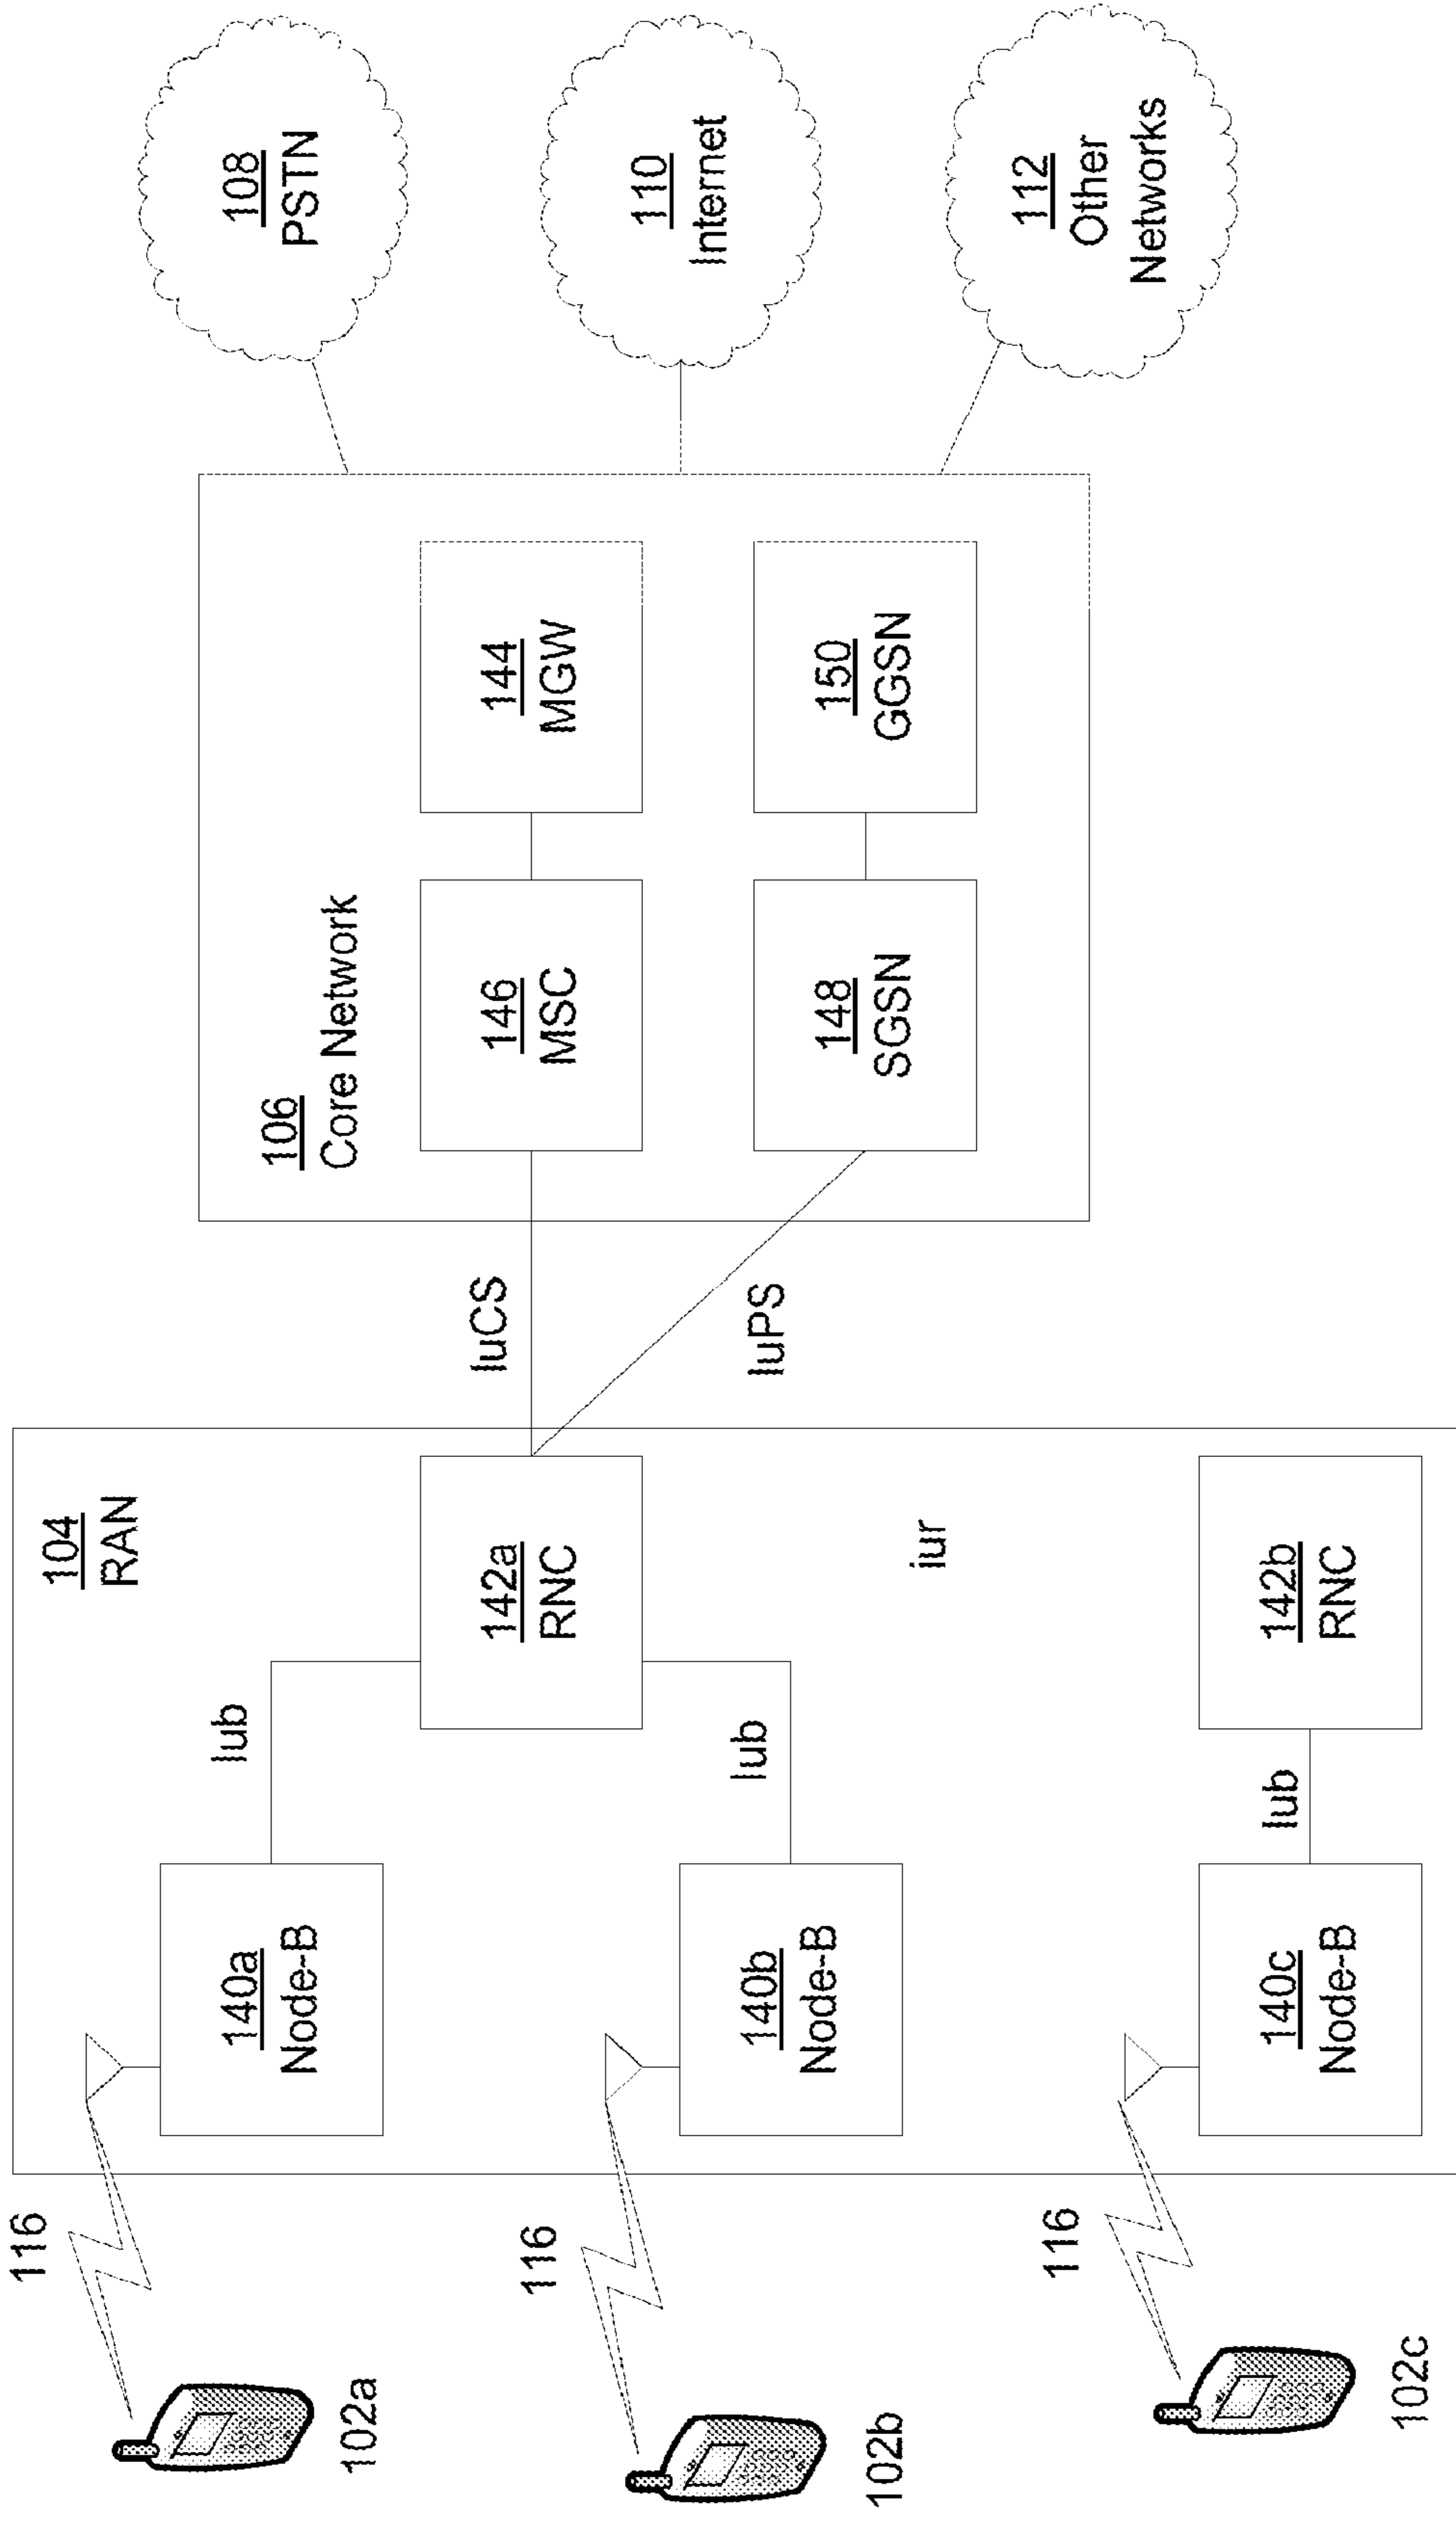 104
RAN
116
102a
140a
Node-B
Iub
142a
RNC
116
102b
140b
Node-B
Iub
iur
116
102c
140c
Node-B
Iub
142b
RNC
IuCS
IuPS
106
Core Network
146
MSC
144
MGW
148
SGSN
150
GGSN
108
PSTN
110
Internet
112
Other
Networks